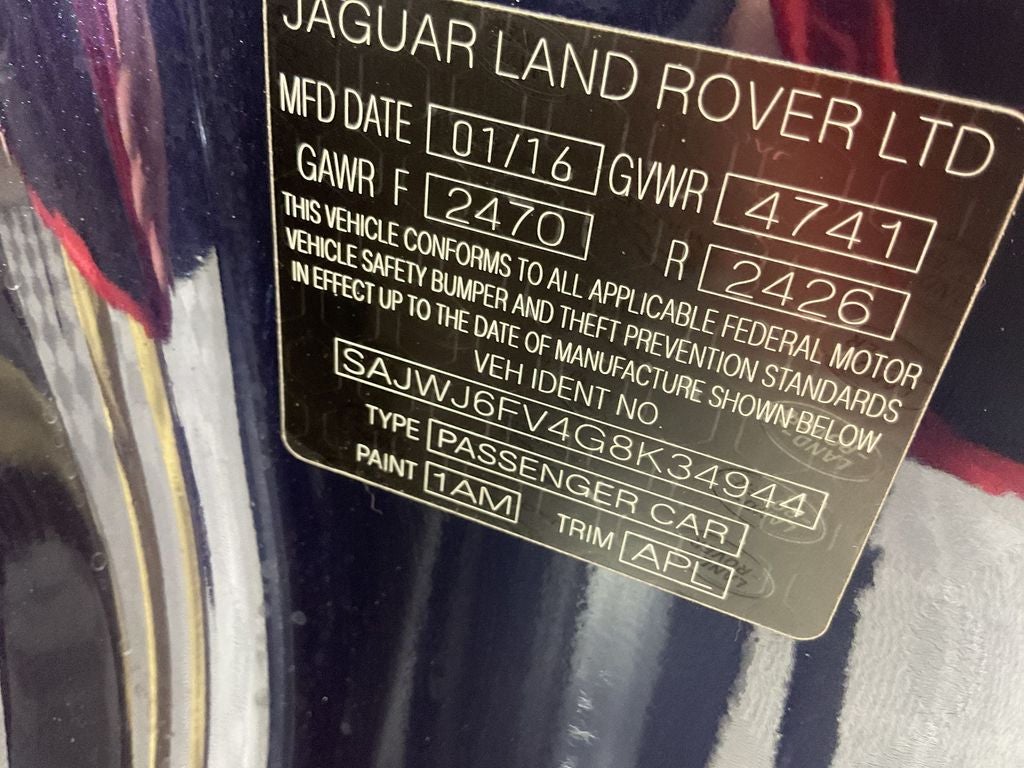 JAGUAR LAND ROVER LTD
MFD DATE 01/16 GVWR 4741
GAWR F 2470 R 2426
THIS VEHICLE CONFORMS TO ALL APPLICABLE FEDERAL MOTOR
VEHICLE SAFETY BUMPER AND THEFT PREVENTION STANDARDS
IN EFFECT UP TO THE DATE OF MANUFACTURE SHOWN BELOW
VEH IDENT NO.
SAJWJ6FV4G8K34944
TYPE PASSENGER CAR
PAINT 1AM TRIM APL